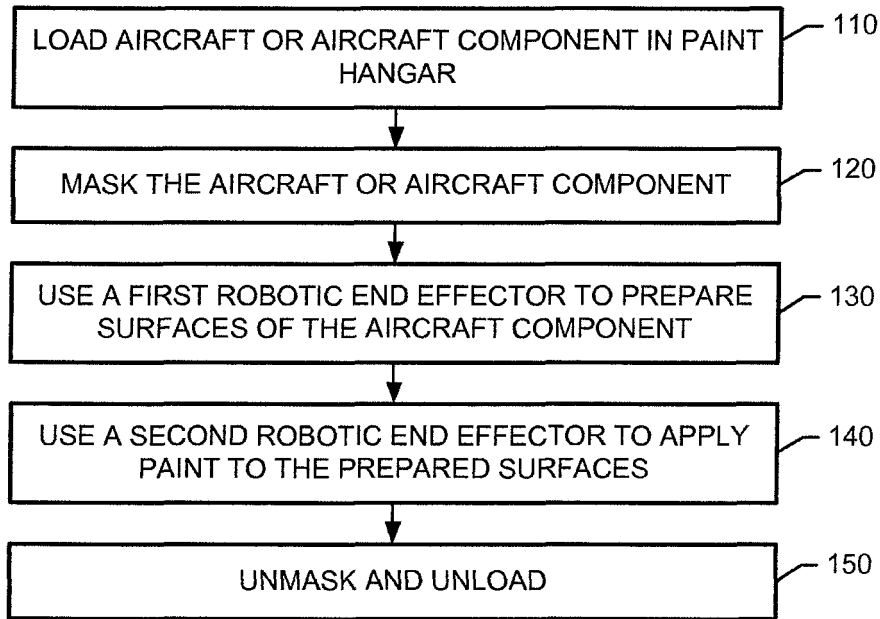 LOAD AIRCRAFT OR AIRCRAFT COMPONENT IN PAINT
HANGAR
110
MASK THE AIRCRAFT OR AIRCRAFT COMPONENT
120
USE A FIRST ROBOTIC END EFFECTOR TO PREPARE
SURFACES OF THE AIRCRAFT COMPONENT
130
USE A SECOND ROBOTIC END EFFECTOR TO APPLY
PAINT TO THE PREPARED SURFACES
140
UNMASK AND UNLOAD
150